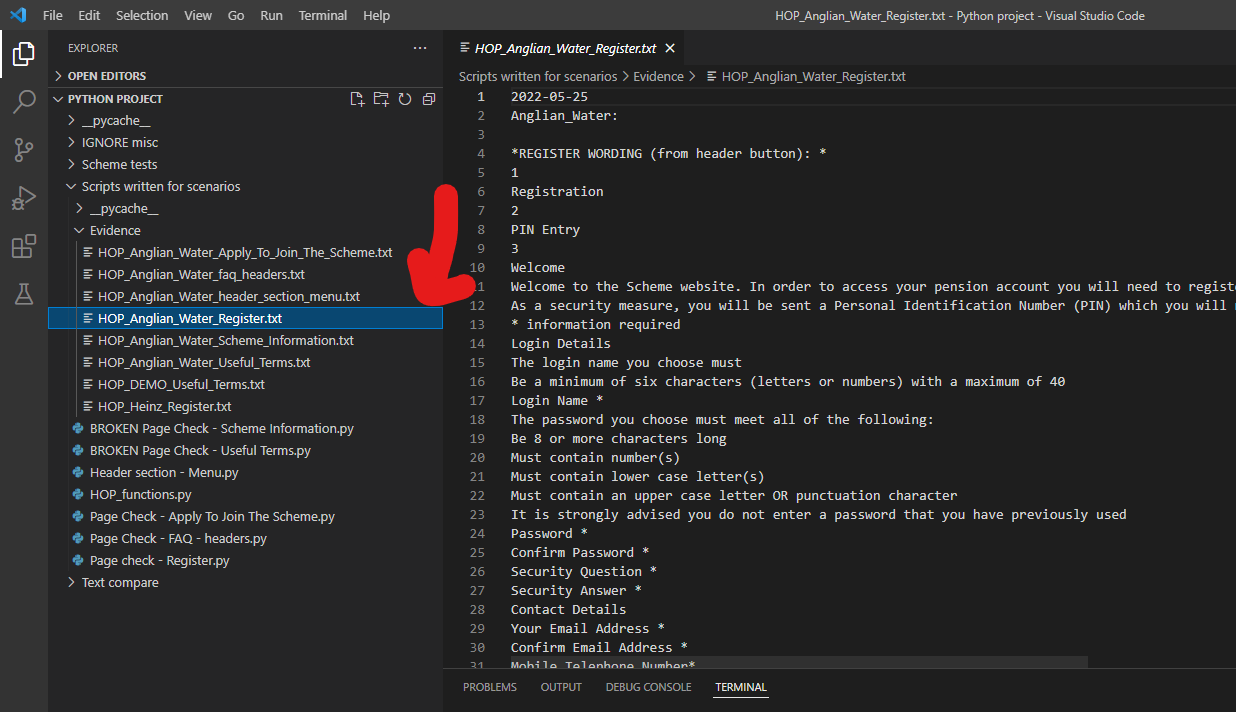 File Edit Selection View Go Run Terminal Help
HOP_Anglian_Water_Register.txt - Python project - Visual Studio Code
EXPLORER
OPEN EDITORS
PYTHON PROJECT
__pycache__
IGNORE misc
Scheme tests
Scripts written for scenarios
__pycache__
Evidence
HOP_Anglian_Water_Apply_To_Join_The_Scheme.txt
HOP_Anglian_Water_faq_headers.txt
HOP_Anglian_Water_header_section_menu.txt
HOP_Anglian_Water_Register.txt
HOP_Anglian_Water_Scheme_Information.txt
HOP_Anglian_Water_Useful_Terms.txt
HOP_DEMO_Useful_Terms.txt
HOP_Heinz_Register.txt
BROKEN Page Check - Scheme Information.py
BROKEN Page Check - Useful Terms.py
Header section - Menu.py
HOP_functions.py
Page Check - Apply To Join The Scheme.py
Page Check - FAQ - headers.py
Page check - Register.py
Text compare
HOP_Anglian_Water_Register.txt
Scripts written for scenarios > Evidence > HOP_Anglian_Water_Register.txt
1 2022-05-25
2 Anglian_Water:
3
4 *REGISTER WORDING (from header button): *
5 1
6 Registration
7 2
8 PIN Entry
9 3
10 Welcome
11 Welcome to the Scheme website. In order to access your pension account you will need to registe
12 As a security measure, you will be sent a Personal Identification Number (PIN) which you will
13 * information required
14 Login Details
15 The login name you choose must
16 Be a minimum of six characters (letters or numbers) with a maximum of 40
17 Login Name *
18 The password you choose must meet all of the following:
19 Be 8 or more characters long
20 Must contain number(s)
21 Must contain lower case letter(s)
22 Must contain an upper case letter OR punctuation character
23 It is strongly advised you do not enter a password that you have previously used
24 Password *
25 Confirm Password *
26 Security Question *
27 Security Answer *
28 Contact Details
29 Your Email Address *
30 Confirm Email Address *
31 Mobile Telephone Number*
PROBLEMS OUTPUT DEBUG CONSOLE TERMINAL